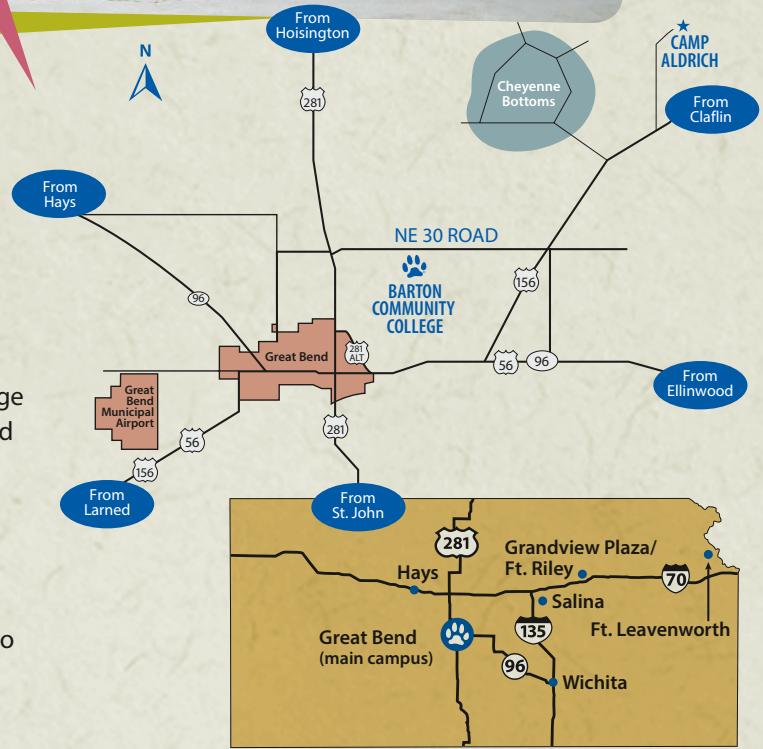 From
Hoisington
N
281
CAMP
ALDRICH
Cheyenne
Bottoms
From
Claflin
From
Hays
NE 30 ROAD
BARTON
COMMUNITY
COLLEGE
156
96
Great Bend
281
ALT
56
96
From
Ellinwood
Great
Bend
Municipal
Airport
ge
d
281
56
156
From
Larned
From
St. John
281
Grandview Plaza/
Ft. Riley
Hays
70
Salina
135
Ft. Leavenworth
Great Bend
(main campus)
96
Wichita
o